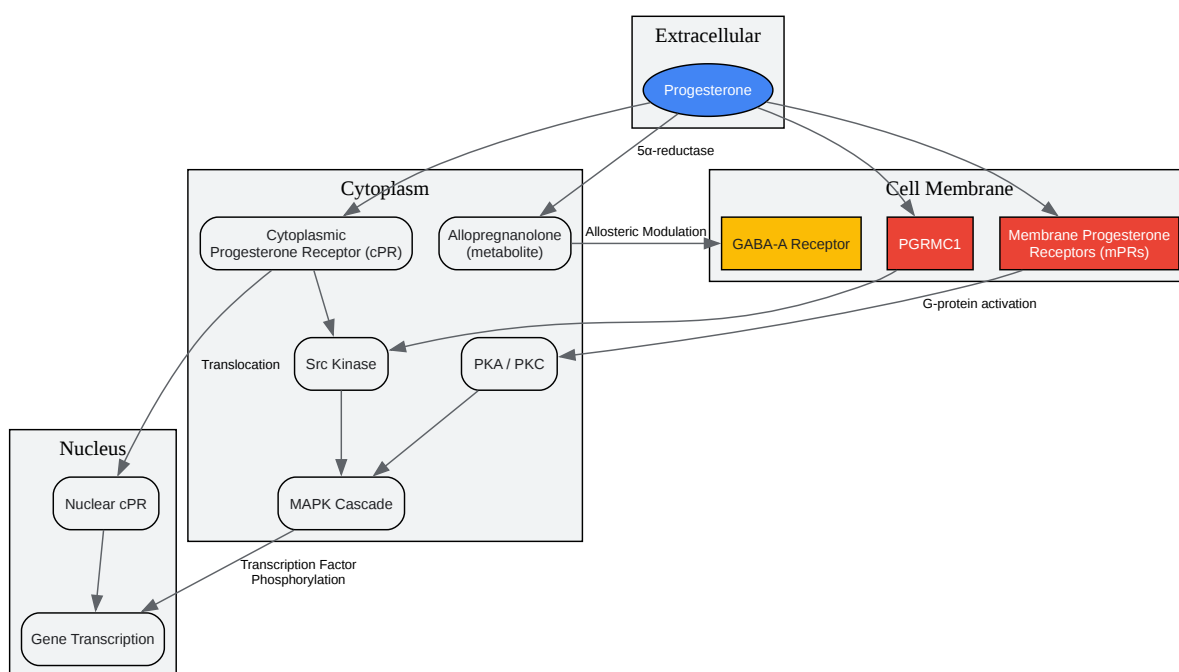 Extracellular
Progesterone
5α-reductase
Cytoplasm
Cell Membrane
Cytoplasmic
Progesterone Receptor (cPR)
Allopregnanolone
(metabolite)
Allosteric Modulation
GABA-A Receptor
PGRMC1
Membrane Progesterone
Receptors (mPRs)
G-protein activation
Translocation
Src Kinase
PKA / PKC
Nucleus
Nuclear cPR
MAPK Cascade
Transcription Factor
Phosphorylation
Gene Transcription